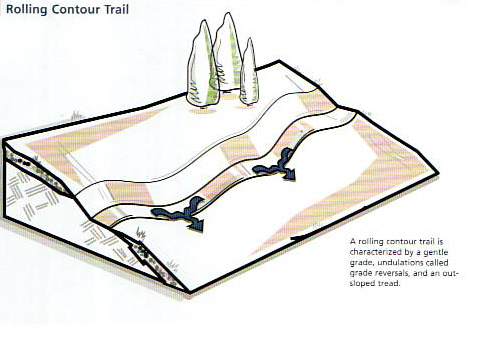 Rolling Contour Trail
A rolling contour trail is
characterized by a gentle
grade, undulations called
grade reversals, and an out-
sloped tread.